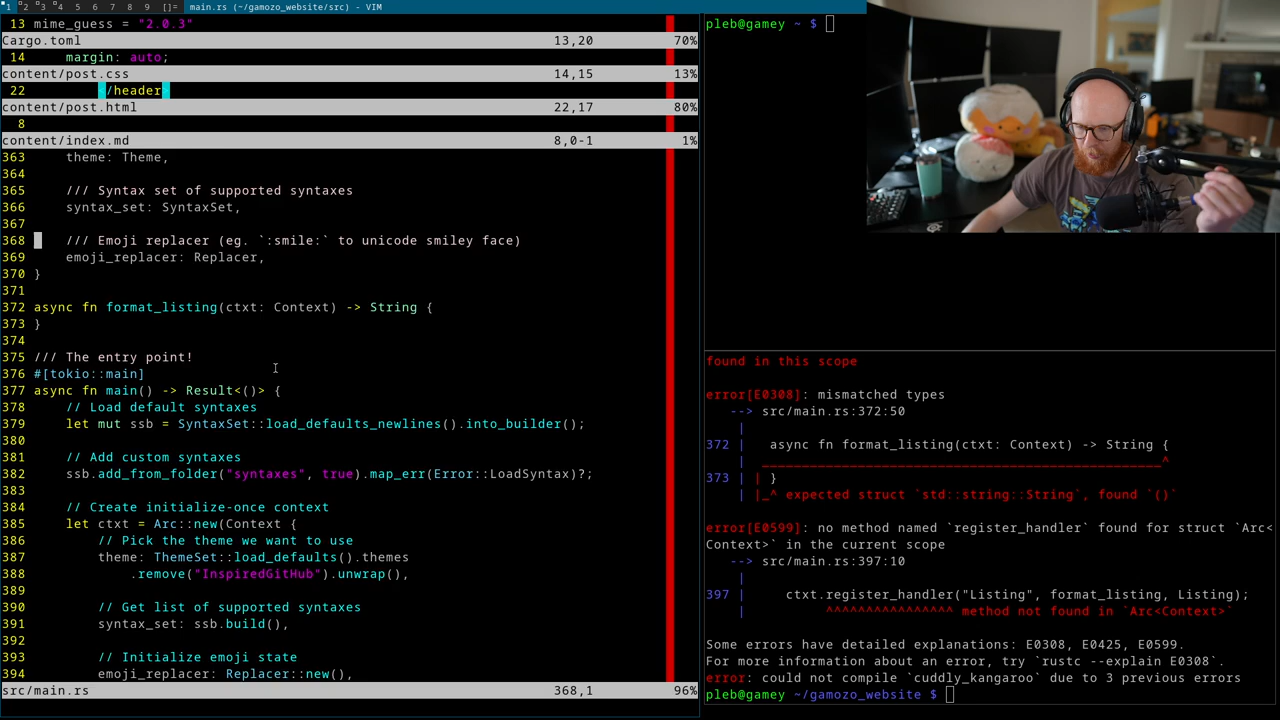 1 2 3 4 5 6 7 8 9 []= main.rs (~/gamozo_website/src) - VIM
13 mime_guess = "2.0.3"
Cargo.toml 13,20 70%
14 margin: auto;
content/post.css 14,15 13%
22 </header>
content/post.html 22,17 80%
8
content/index.md 8,0-1 1%
363 theme: Theme,
364
365 /// Syntax set of supported syntaxes
366 syntax_set: SyntaxSet,
367
368 /// Emoji replacer (eg. `:smile:` to unicode smiley face)
369 emoji_replacer: Replacer,
370 }
371
372 async fn format_listing(ctxt: Context) -> String {
373 }
374
375 /// The entry point!
376 #[tokio::main]
377 async fn main() -> Result<()> {
378 // Load default syntaxes
379 let mut ssb = SyntaxSet::load_defaults_newlines().into_builder();
380
381 // Add custom syntaxes
382 ssb.add_from_folder("syntaxes", true).map_err(Error::LoadSyntax)?;
383
384 // Create initialize-once context
385 let ctxt = Arc::new(Context {
386 // Pick the theme we want to use
387 theme: ThemeSet::load_defaults().themes
388 .remove("InspiredGitHub").unwrap(),
389
390 // Get list of supported syntaxes
391 syntax_set: ssb.build(),
392
393 // Initialize emoji state
394 emoji_replacer: Replacer::new(),
src/main.rs 368,1 96%
pleb@gamey ~ $
found in this scope
error[E0308]: mismatched types
--> src/main.rs:372:50
|
372 | async fn format_listing(ctxt: Context) -> String {
| __________________________________________________^
373 | | }
| |_^ expected struct `std::string::String`, found `()`
error[E0599]: no method named `register_handler` found for struct `Arc<
Context>` in the current scope
--> src/main.rs:397:10
|
397 | ctxt.register_handler("Listing", format_listing, Listing);
| ^^^^^^^^^^^^^^^^ method not found in `Arc<Context>`
Some errors have detailed explanations: E0308, E0425, E0599.
For more information about an error, try `rustc --explain E0308`.
error: could not compile `cuddly_kangaroo` due to 3 previous errors
pleb@gamey ~/gamozo_website $